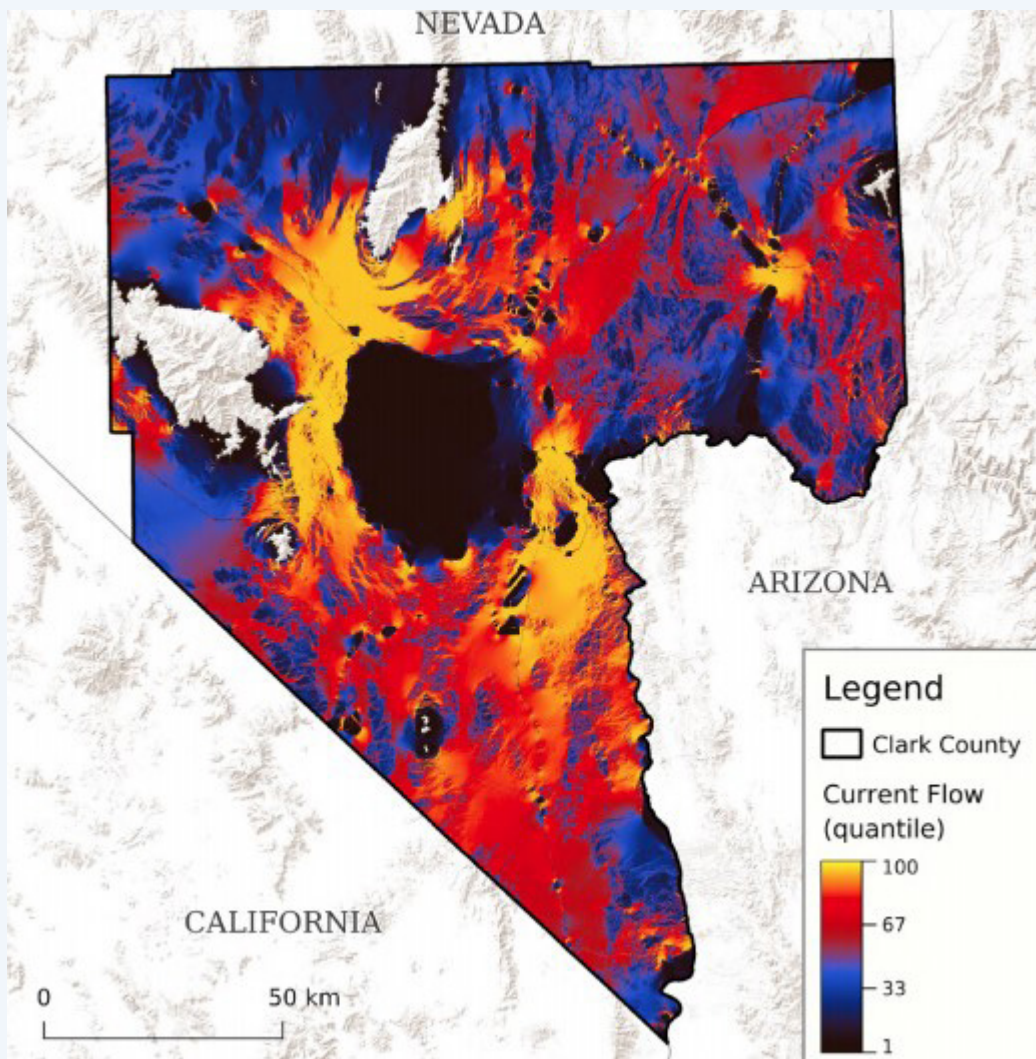 NEVADA
ARIZONA
CALIFORNIA
0 50 km
Legend
Clark County
Current Flow
(quantile)
100
67
33
1